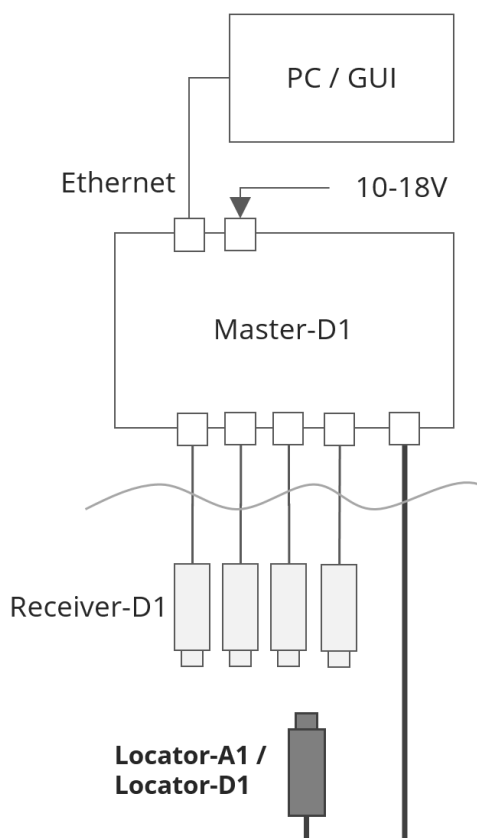 PC / GUI
Ethernet
10-18V
Master-D1
Receiver-D1
Locator-A1 /
Locator-D1